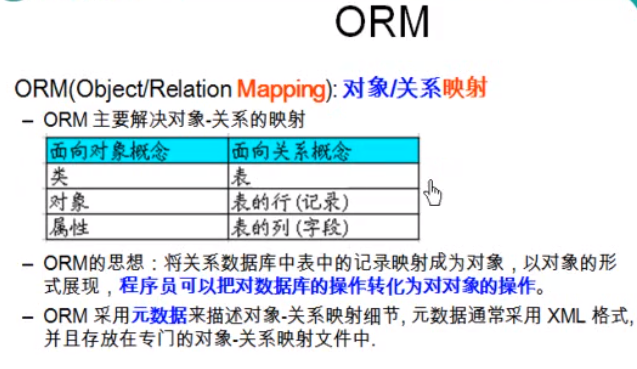 ORM
ORM(Object/Relation Mapping): 对象/关系映射
– ORM 主要解决对象-关系的映射
面向对象概念 面向关系概念
类 表
对象 表的行(记录)
属性 表的列(字段)
– ORM的思想：将关系数据库中表中的记录映射成为对象，以对象的形
式展现，程序员可以把对数据库的操作转化为对对象的操作。
– ORM 采用元数据来描述对象-关系映射细节, 元数据通常采用 XML 格式,
并且存放在专门的对象-关系映射文件中.